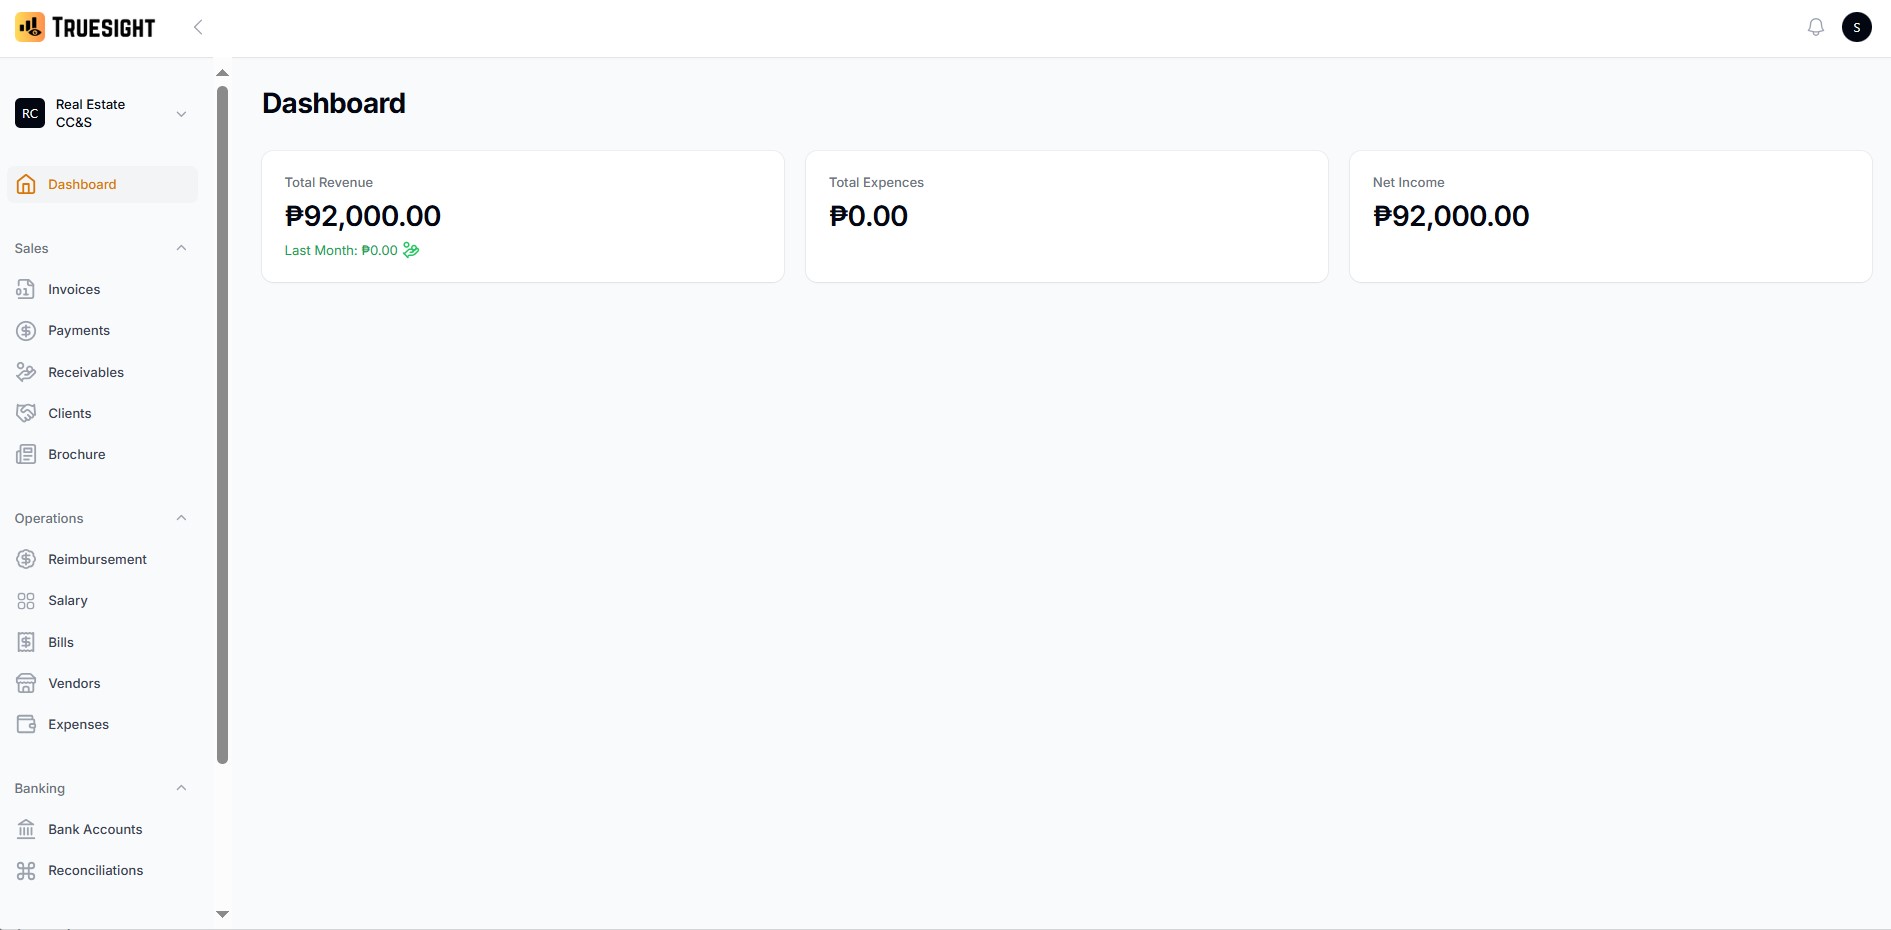 TRUESIGHT
S
RC
Real Estate
CC&S
Dashboard
Sales
Invoices
Payments
Receivables
Clients
Brochure
Operations
Reimbursement
Salary
Bills
Vendors
Expenses
Banking
Bank Accounts
Reconciliations
Dashboard
Total Revenue
₱92,000.00
Last Month: ₱0.00
Total Expences
₱0.00
Net Income
₱92,000.00